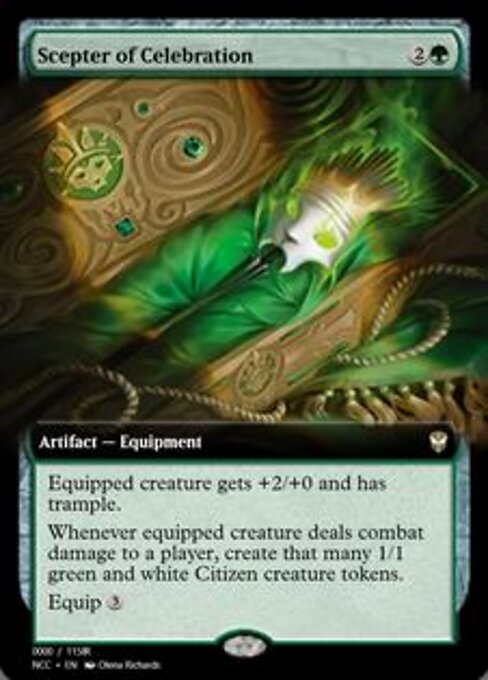 Scepter of Celebration 2
Artifact — Equipment
Equipped creature gets +2/+0 and has
trample.
Whenever equipped creature deals combat
damage to a player, create that many 1/1
green and white Citizen creature tokens.
Equip 3
NCC • EN Olena Richards